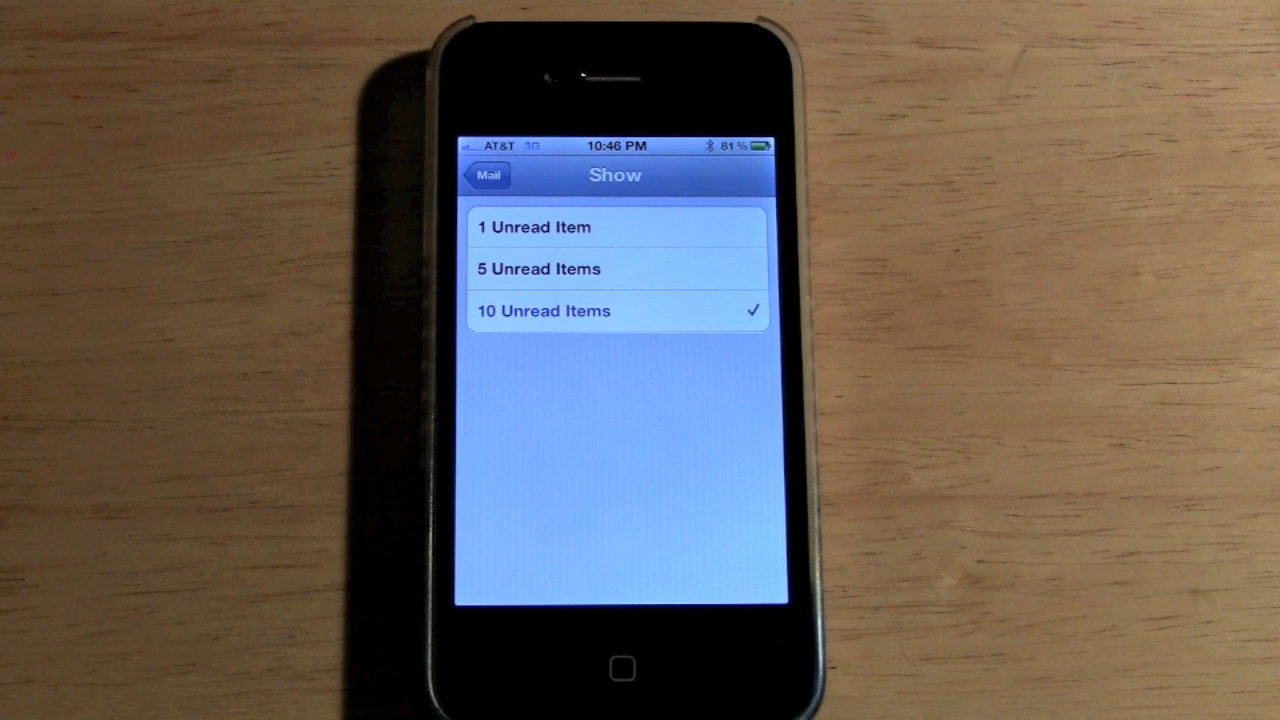 AT&T 3G 10:46 PM 81%
Mail Show
1 Unread Item
5 Unread Items
10 Unread Items